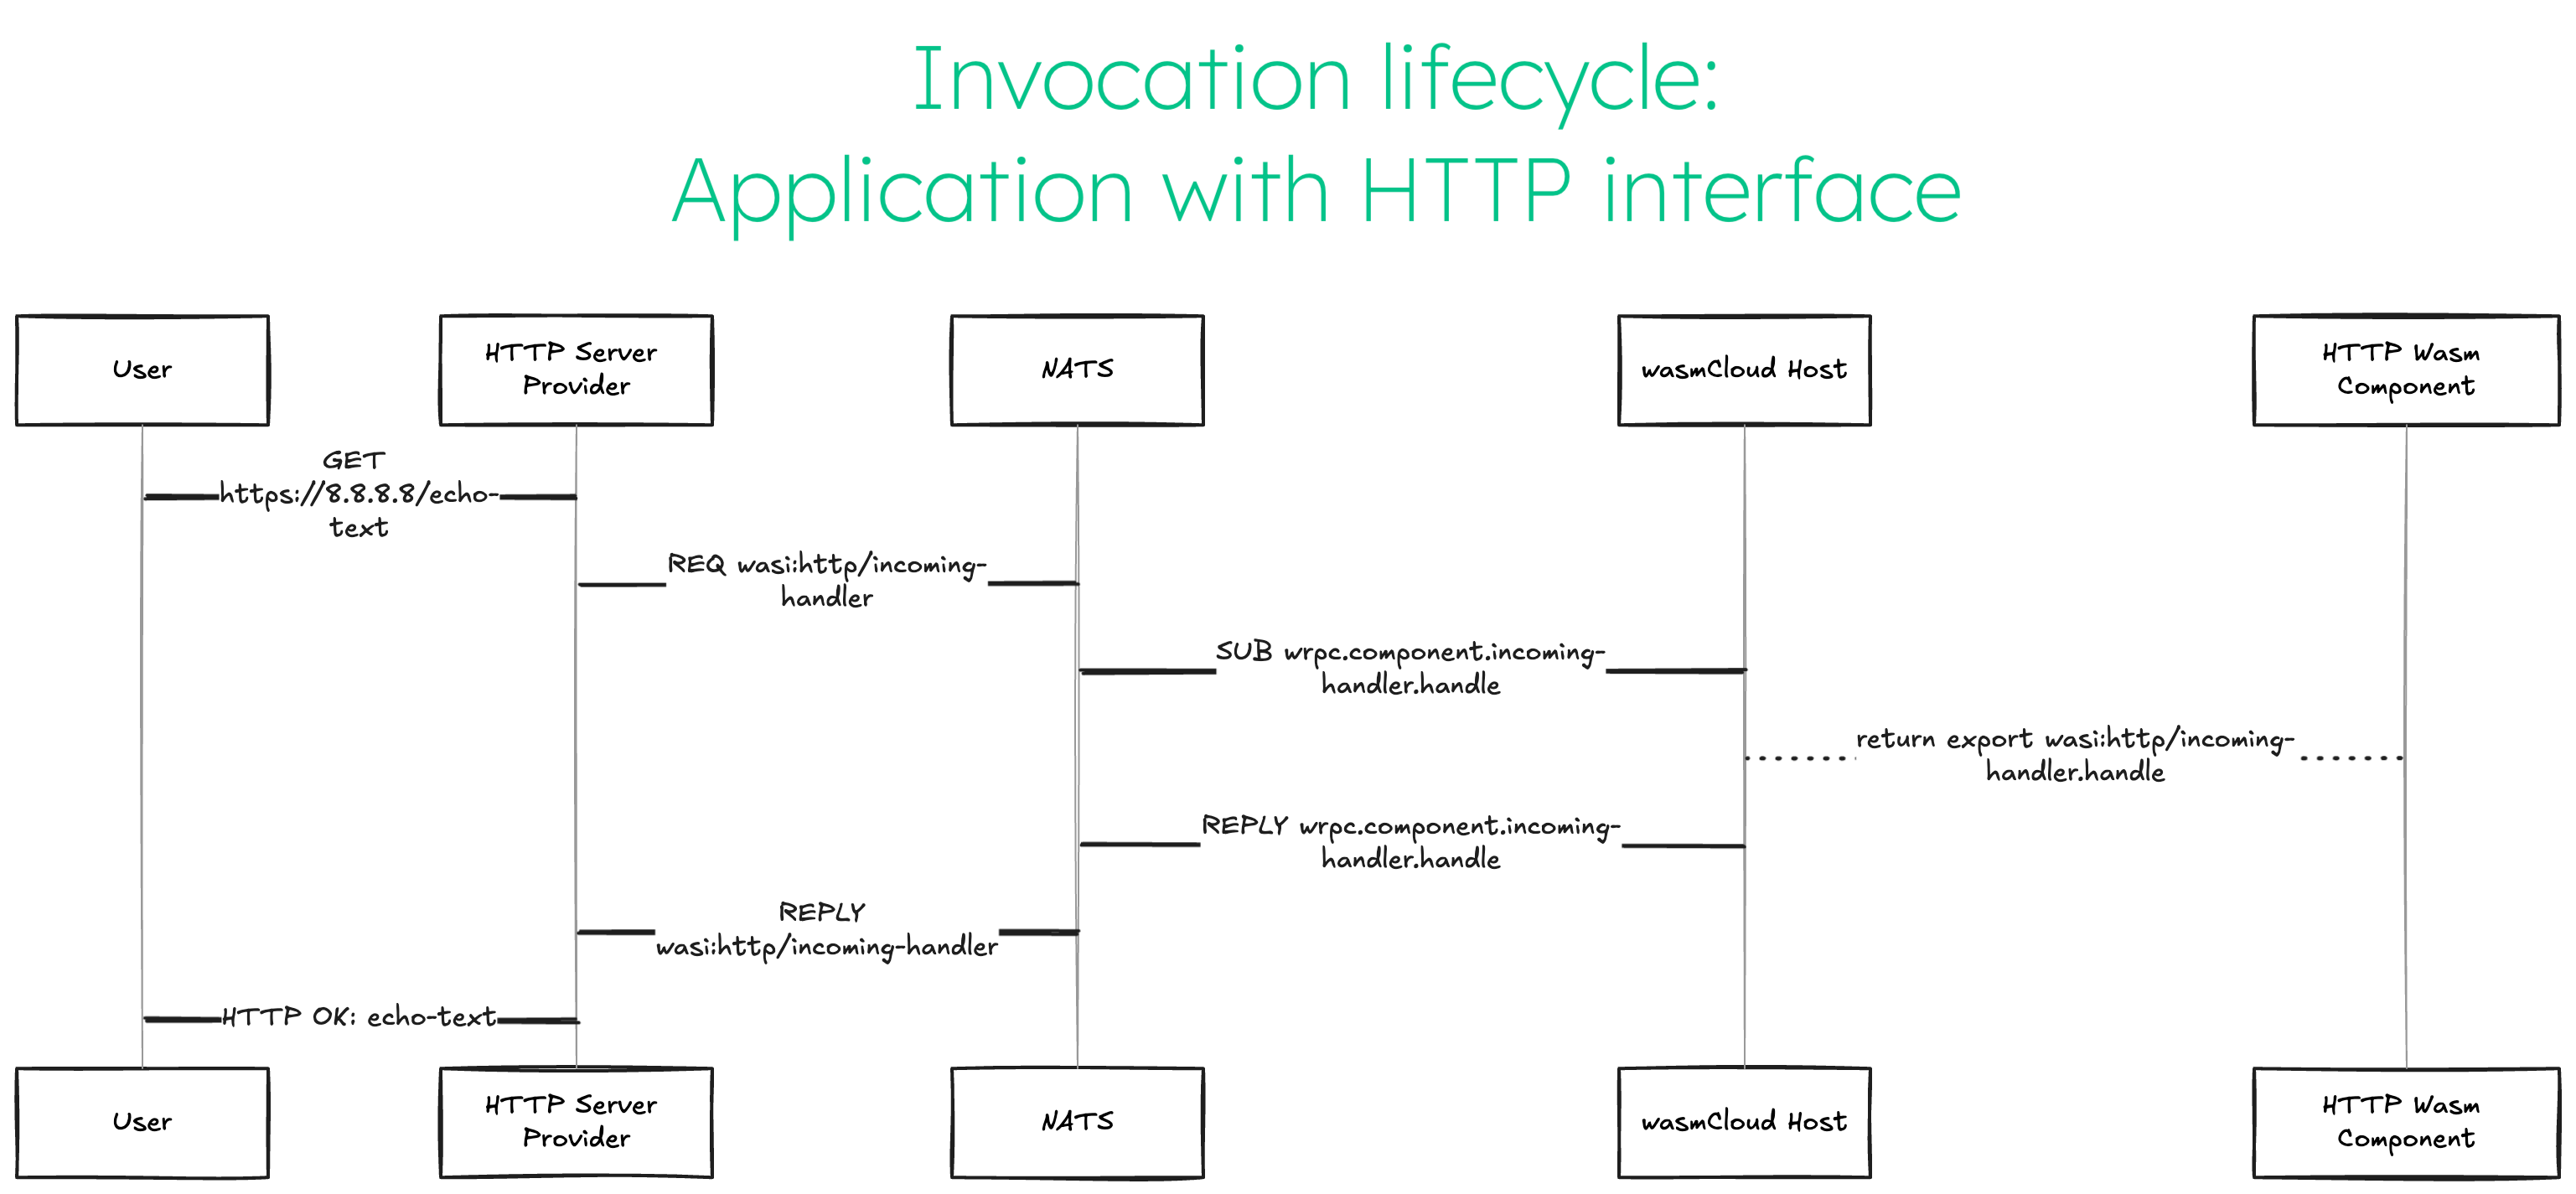 Invocation lifecycle:
Application with HTTP interface
User
HTTP Server
Provider
NATS
wasmCloud Host
HTTP Wasm
Component
GET
https://8.8.8.8/echo-
text
REQ wasi:http/incoming-
handler
SUB wrpc.component.incoming-
handler.handle
return export wasi:http/incoming-
handler.handle
REPLY wrpc.component.incoming-
handler.handle
REPLY
wasi:http/incoming-handler
HTTP OK: echo-text
User
HTTP Server
Provider
NATS
wasmCloud Host
HTTP Wasm
Component